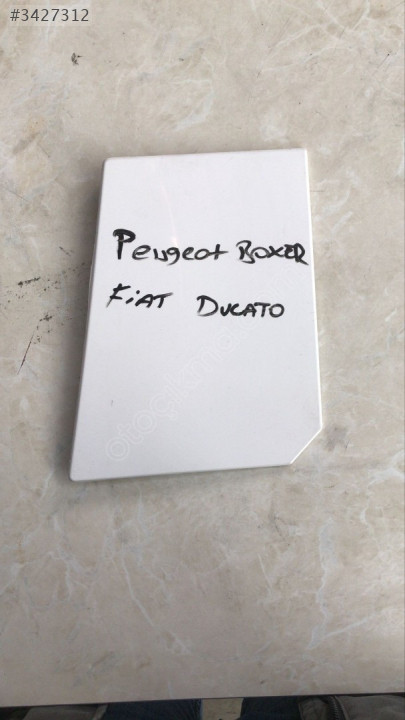 #3427312
Peugeot BOXER
FiAT DUCATO